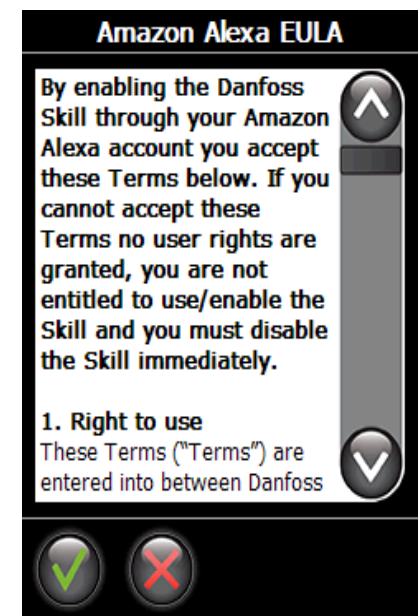 Amazon Alexa EULA
By enabling the Danfoss
Skill through your Amazon
Alexa account you accept
these Terms below. If you
cannot accept these
Terms no user rights are
granted, you are not
entitled to use/enable the
Skill and you must disable
the Skill immediately.
1. Right to use
These Terms (“Terms”) are
entered into between Danfoss